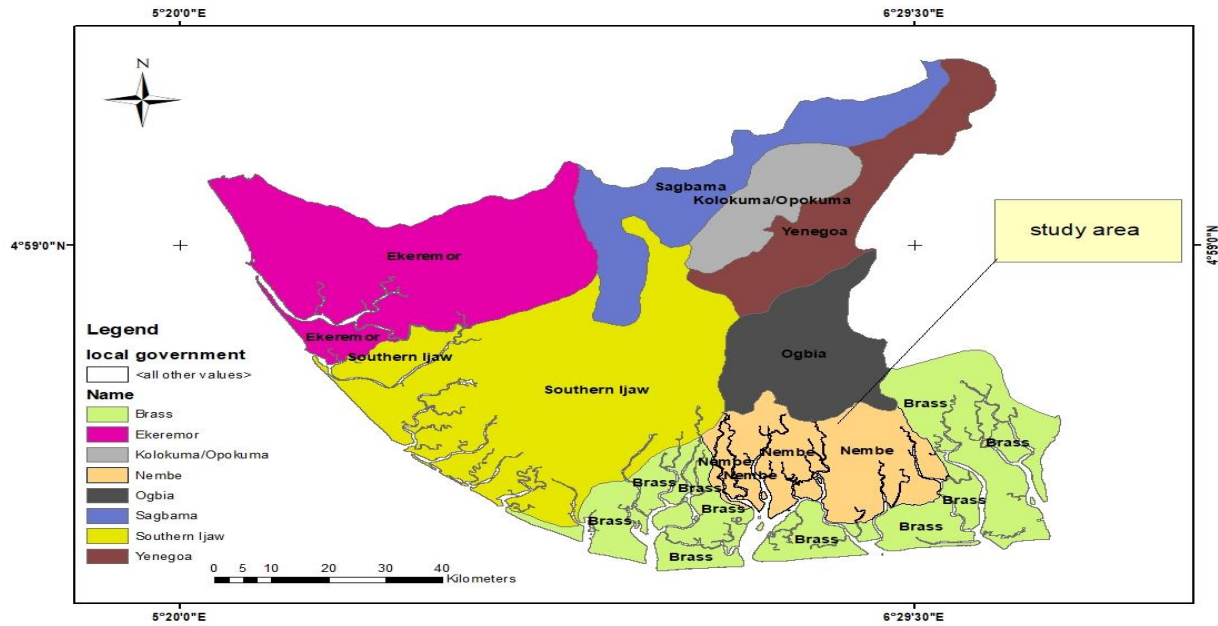 5°20'0"E
6°29'30"E
N
Sagbama
Kolokuma/Opokuma
study area
Yenegoa
4°59'0"N
4°59'0"N
Ekeremor
Legend
Ekeremor
local government
Southern Ijaw
Ogbia
<all other values>
Name
Southern Ijaw
Brass
Brass
Ekeremor
Brass
Kolokuma/Opokuma
Nembe
Nembe
Nembe
Nembe
Nembe
Brass
Brass
Brass
Ogbia
Brass
Sagbama
Brass
Brass
Brass
Southern Ijaw
Brass
Yenegoa
0 5 10 20 30 40
Kilometers
5°20'0"E
6°29'30"E